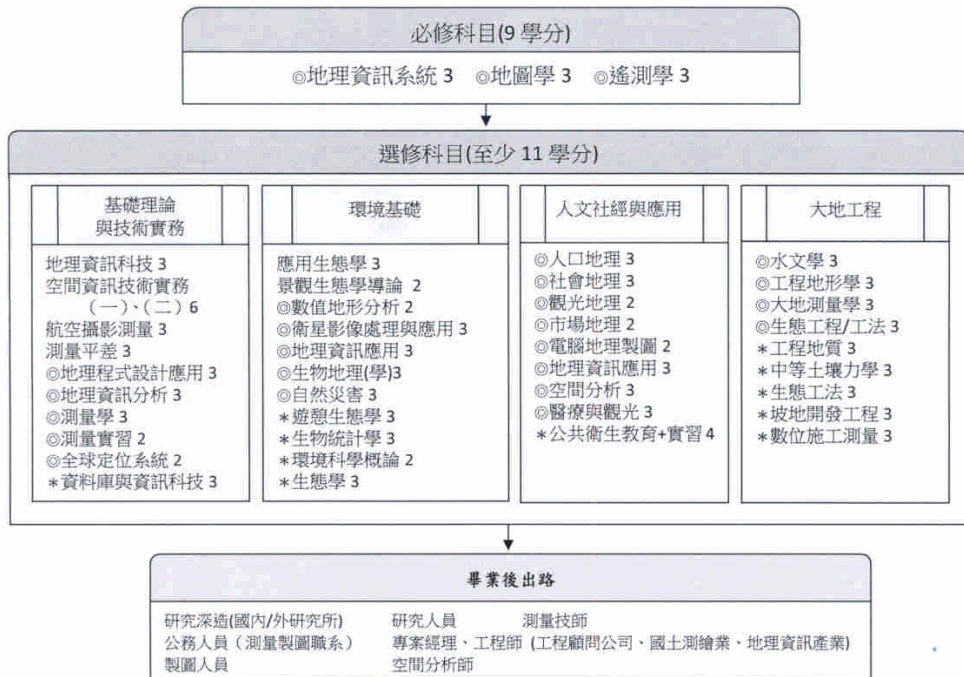 必修科目(9 學分)
◎地理資訊系統 3 ◎地圖學 3 ◎遙測學 3
選修科目(至少 11 學分)
基礎理論
與技術實務
地理資訊科技 3
空間資訊技術實務
(一)、(二) 6
航空攝影測量 3
測量平差 3
◎地理程式設計應用 3
◎地理資訊分析 3
◎測量學 3
◎測量實習 2
◎全球定位系統 2
＊資料庫與資訊科技 3
環境基礎
應用生態學 3
景觀生態學導論 2
◎數值地形分析 2
◎衛星影像處理與應用 3
◎地理資訊應用 3
◎生物地理(學)3
◎自然災害 3
＊遊憩生態學 3
＊生物統計學 3
＊環境科學概論 2
＊生態學 3
人文社經與應用
◎人口地理 3
◎社會地理 3
◎觀光地理 2
◎市場地理 2
◎電腦地理製圖 2
◎地理資訊應用 3
◎空間分析 3
◎醫療與觀光 3
＊公共衛生教育+實習 4
大地工程
◎水文學 3
◎工程地形學 3
◎大地測量學 3
◎生態工程/工法 3
＊工程地質 3
＊中等土壤力學 3
＊生態工法 3
＊坡地開發工程 3
＊數位施工測量 3
畢業後出路
研究深造(國內/外研究所) 研究人員 測量技師
公務人員（測量製圖職系） 專案經理、工程師 (工程顧問公司、國土測繪業、地理資訊產業)
製圖人員 空間分析師